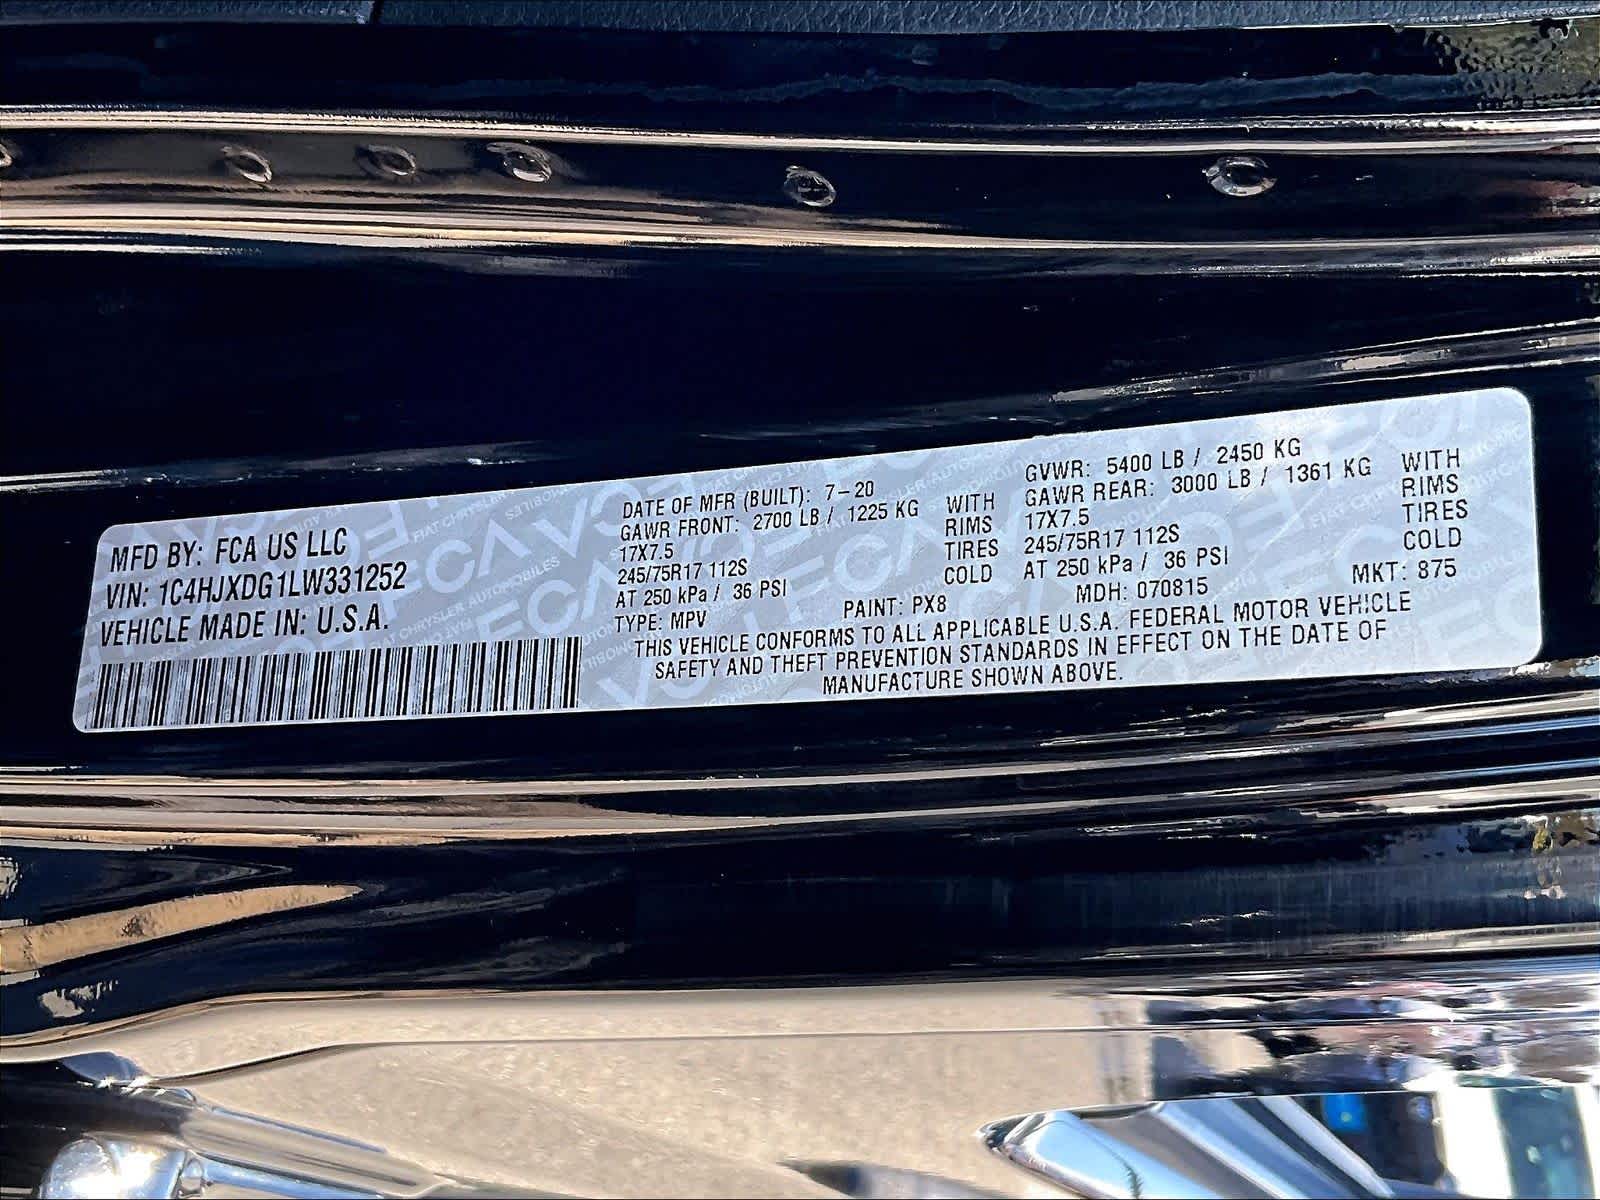 MFD BY: FCA US LLC
VIN: 1C4HJXDG1LW331252
VEHICLE MADE IN: U.S.A.
DATE OF MFR (BUILT): 7-20 GVWR: 5400 LB / 2450 KG
GAWR FRONT: 2700 LB / 1225 KG WITH GAWR REAR: 3000 LB / 1361 KG WITH
17X7.5 RIMS 17X7.5 RIMS
245/75R17 112S TIRES 245/75R17 112S TIRES
AT 250 kPa / 36 PSI COLD AT 250 kPa / 36 PSI COLD
TYPE: MPV PAINT: PX8 MDH: 070815 MKT: 875
THIS VEHICLE CONFORMS TO ALL APPLICABLE U.S.A. FEDERAL MOTOR VEHICLE
SAFETY AND THEFT PREVENTION STANDARDS IN EFFECT ON THE DATE OF
MANUFACTURE SHOWN ABOVE.